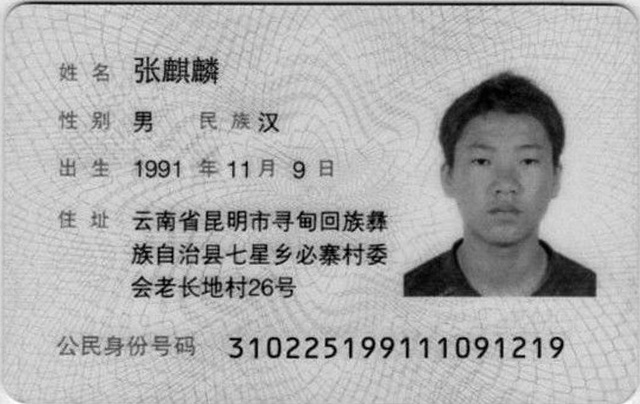 姓名 张麒麟
性别 男 民族 汉
出生 1991 年 11 月 9 日
住址 云南省昆明市寻甸回族彝
族自治县七星乡必寨村委
会老长地村26号
公民身份号码 310225199111091219